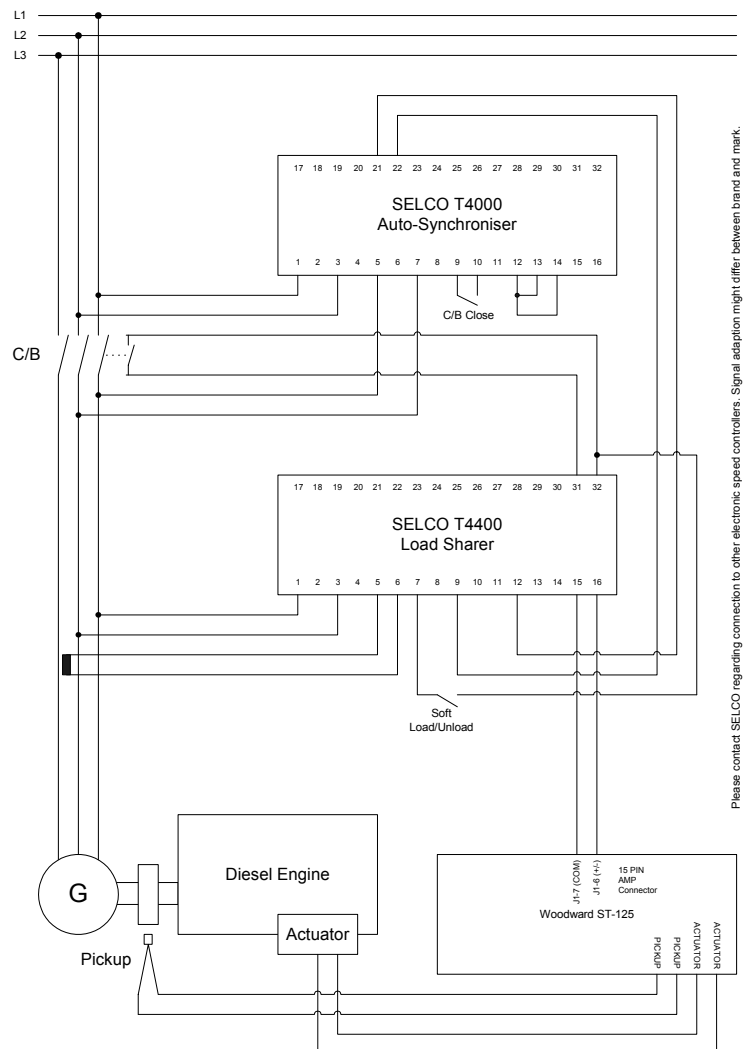 L1
L2
L3
17 18 19 20 21 22 23 24 25 26 27 28 29 30 31 32
SELCO T4000
Auto-Synchroniser
1 2 3 4 5 6 7 8 9 10 11 12 13 14 15 16
C/B Close
C/B
17 18 19 20 21 22 23 24 25 26 27 28 29 30 31 32
SELCO T4400
Load Sharer
1 2 3 4 5 6 7 8 9 10 11 12 13 14 15 16
Soft
Load/Unload
Please contact SELCO regarding connection to other electronic speed controllers. Signal adaption might differ between brand and mark.
G
Diesel Engine
Actuator
Pickup
J1-7 (COM)
J1-6 (+/-)
15 PIN
AMP
Connector
Woodward ST-125
PICKUP
PICKUP
ACTUATOR
ACTUATOR